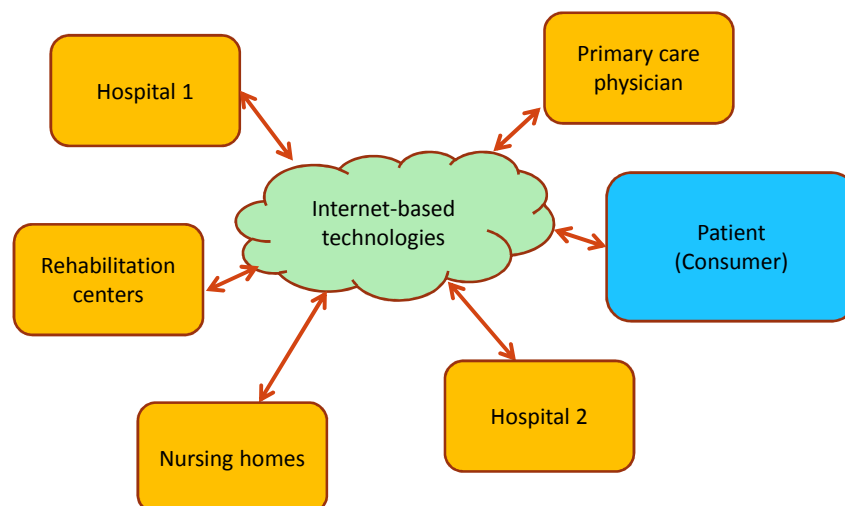 Hospital 1
Primary care
physician
Internet-based
technologies
Patient
(Consumer)
Rehabilitation
centers
Hospital 2
Nursing homes